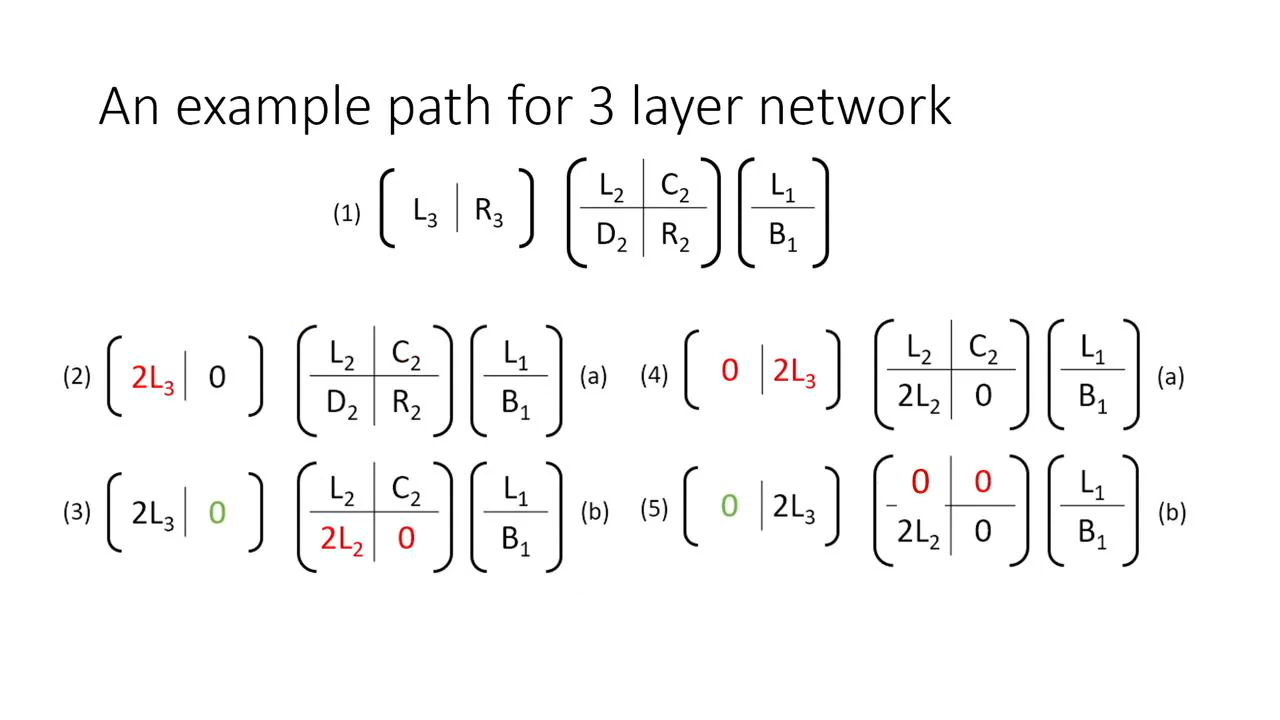 An example path for 3 layer network
(1) ( L₃ | R₃ ) ( L₂ | C₂ ) ( L₁ )
( D₂ | R₂ ) ( B₁ )
(2) ( 2L₃ | 0 ) ( L₂ | C₂ ) ( L₁ ) (a)
( D₂ | R₂ ) ( B₁ )
(3) ( 2L₃ | 0 ) ( L₂ | C₂ ) ( L₁ ) (b)
( 2L₂ | 0 ) ( B₁ )
(4) ( 0 | 2L₃ ) ( L₂ | C₂ ) ( L₁ ) (a)
( 2L₂ | 0 ) ( B₁ )
(5) ( 0 | 2L₃ ) ( 0 | 0 ) ( L₁ ) (b)
( 2L₂ | 0 ) ( B₁ )